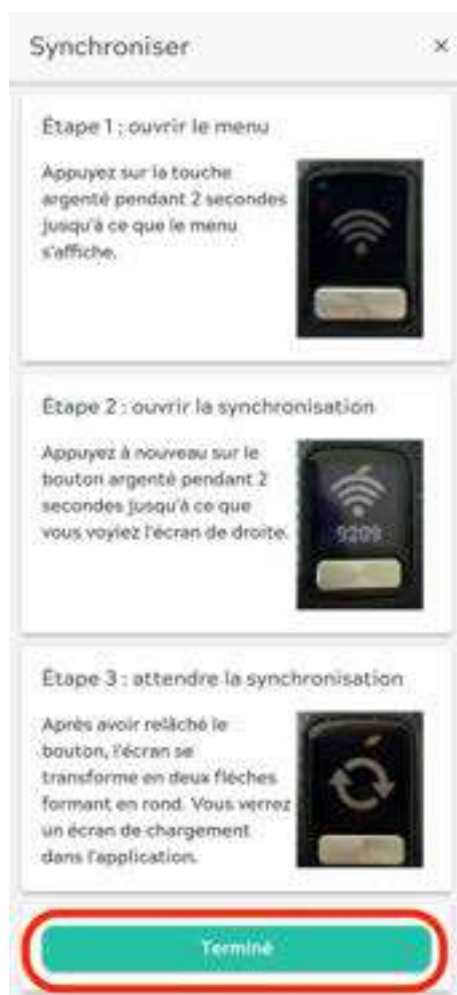 Synchroniser ×
Étape 1 : ouvrir le menu
Appuyez sur la touche
argenté pendant 2 secondes
jusqu'à ce que le menu
s'affiche.
Étape 2 : ouvrir la synchronisation
Appuyez à nouveau sur le
bouton argenté pendant 2
secondes jusqu'à ce que
vous voyiez l'écran de droite.
9209
Étape 3 : attendre la synchronisation
Après avoir relâché le
bouton, l'écran se
transforme en deux flèches
formant en rond. Vous verrez
un écran de chargement
dans l'application.
Terminé